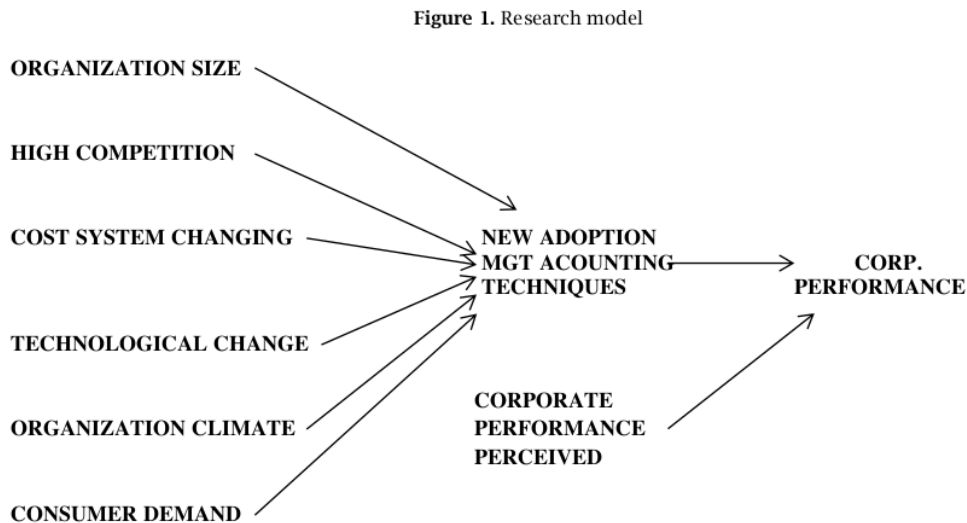 Figure 1. Research model
ORGANIZATION SIZE
HIGH COMPETITION
COST SYSTEM CHANGING
TECHNOLOGICAL CHANGE
ORGANIZATION CLIMATE
CONSUMER DEMAND
NEW ADOPTION
MGT ACOUNTING
TECHNIQUES
CORPORATE
PERFORMANCE
PERCEIVED
CORP.
PERFORMANCE